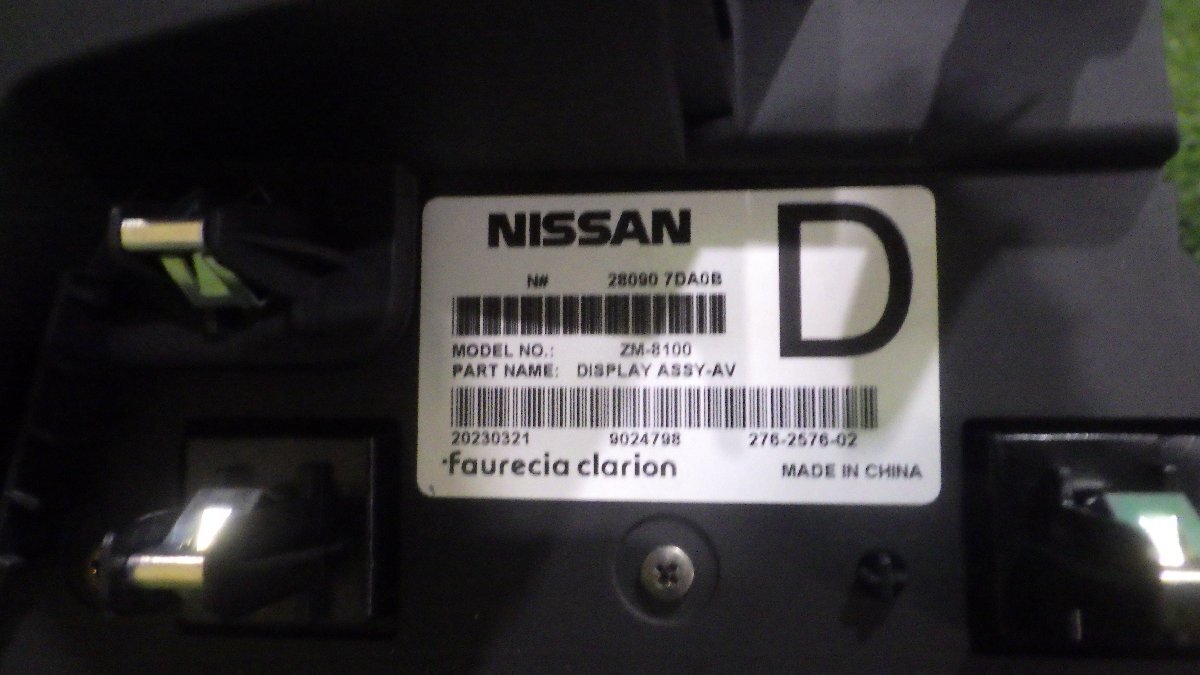 NISSAN
D
N# 28090 7DA0B
MODEL NO.: ZM-8100
PART NAME: DISPLAY ASSY-AV
20230321 9024798 276-2576-02
faurecia clarion MADE IN CHINA